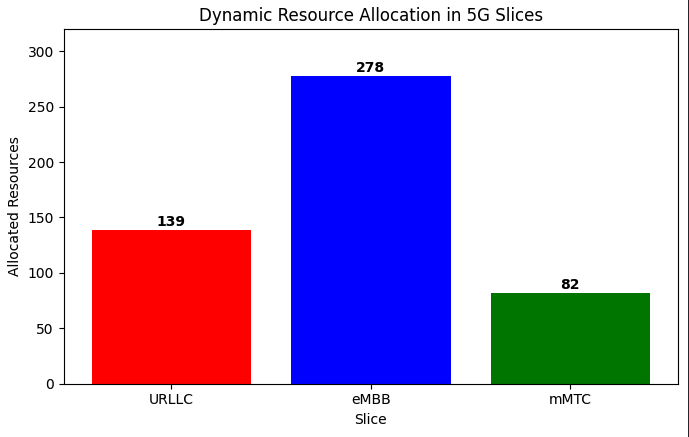 Dynamic Resource Allocation in 5G Slices
Allocated Resources
300
250
200
150
100
50
0
139
278
82
URLLC
eMBB
mMTC
Slice